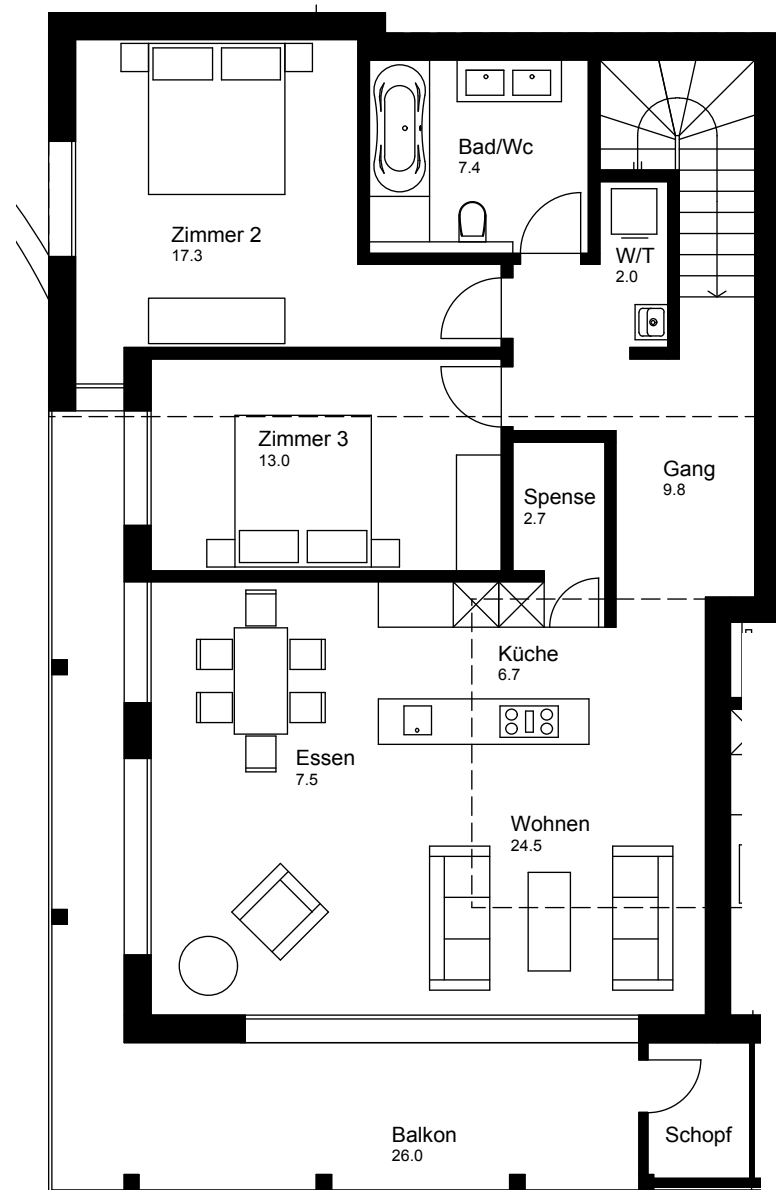 Bad/Wc
7.4
Zimmer 2
17.3
W/T
2.0
Zimmer 3
13.0
Gang
9.8
Spense
2.7
Küche
6.7
Essen
7.5
Wohnen
24.5
Balkon
26.0
Schopf